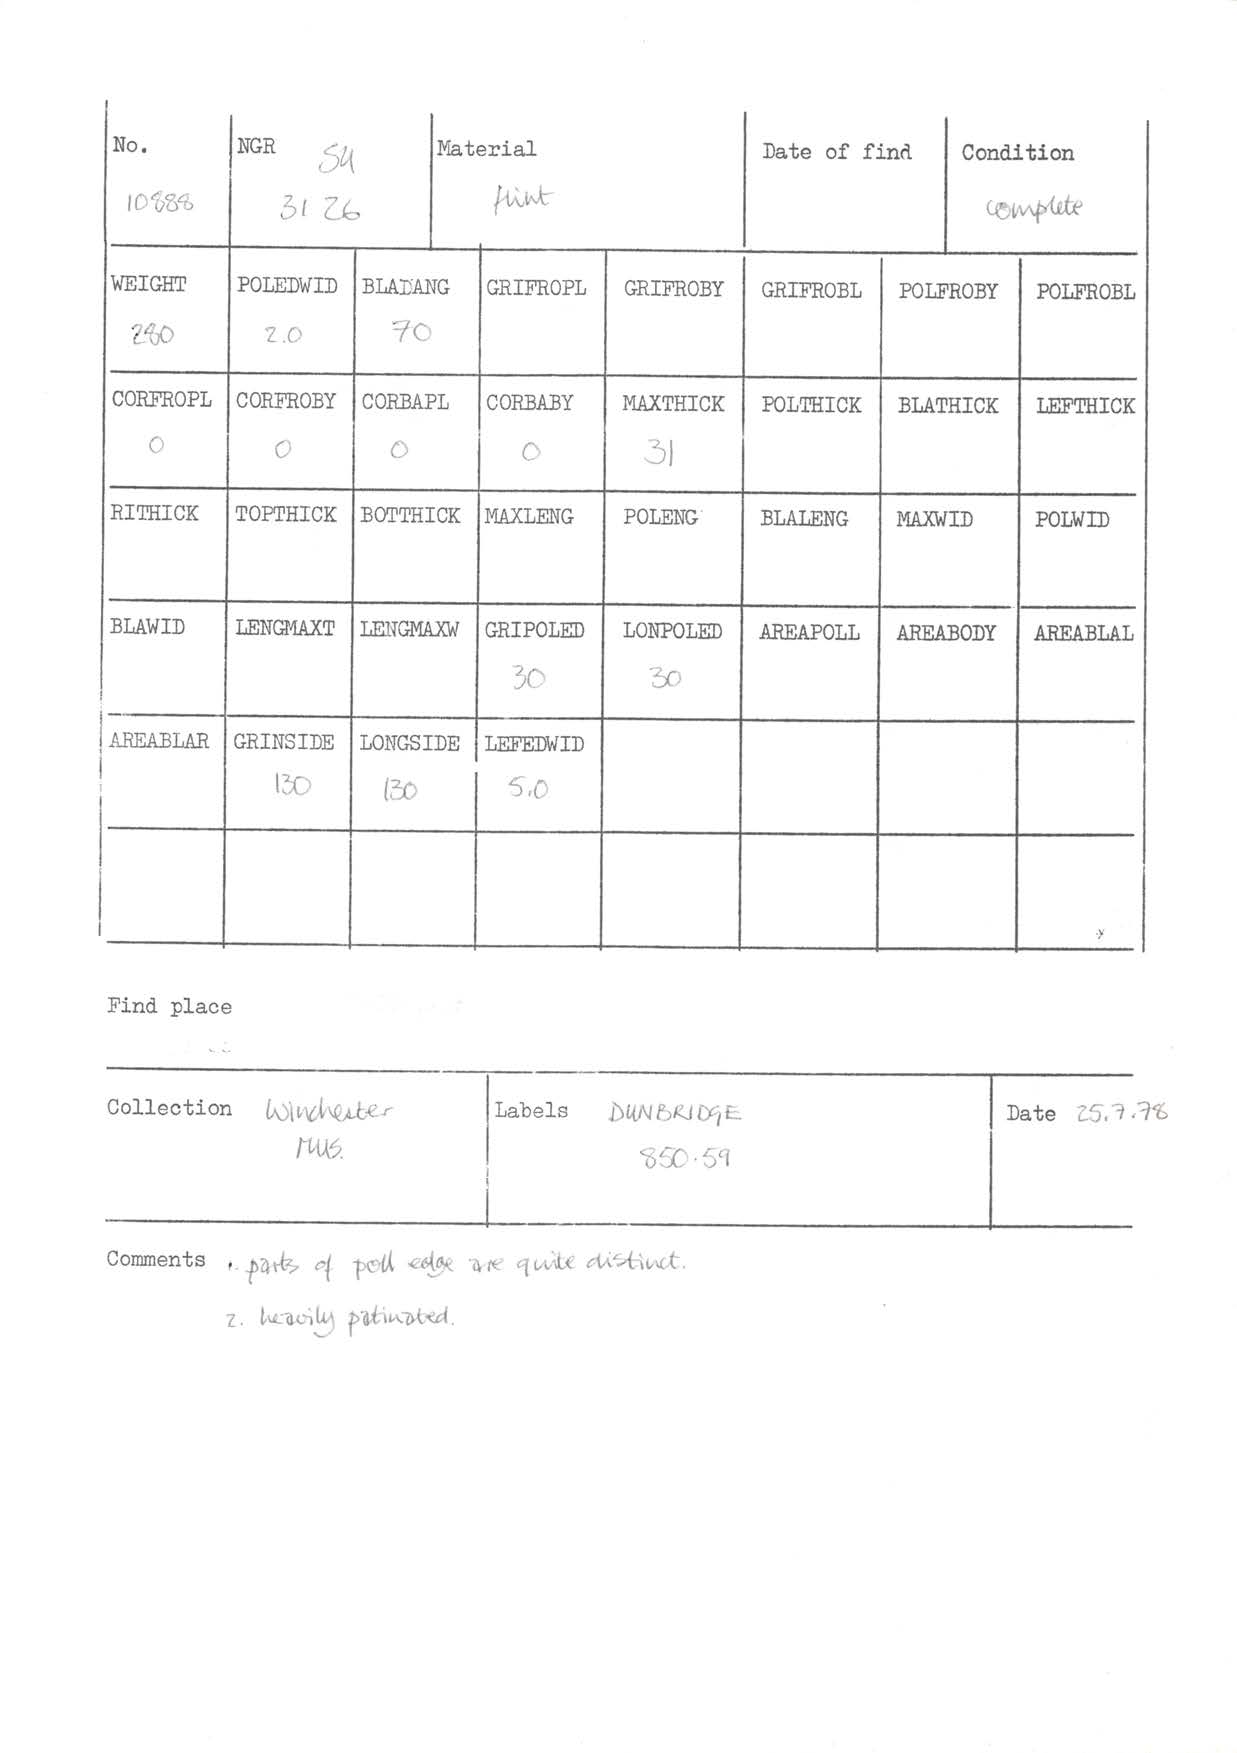 No. NGR SU Material Date of find Condition
10888 31 26 flint complete
WEIGHT POLEDWID BLADANG GRIFROPL GRIFROBY GRIFROBL POLFROBY POLFROBL
280 2.0 70
CORFROPL CORFROBY CORBAPL CORBABY MAXTHICK POLTHICK BLATHICK LEFTHICK
0 0 0 0 31
RITHICK TOPTHICK BOTTHICK MAXLENG POLENG BLALENG MAXWID POLWID
BLAWID LENGMAXT LENGMAXW GRIPOLED LONPOLED AREAPOLL AREABODY AREABLAL
30 30
AREABLAR GRINSIDE LONGSIDE LEFEDWID
130 130 5.0
Find place
Collection Winchester Labels DUNBRIDGE Date 25.7.78
MUS. 850.59
Comments 1. parts of poll edge are quite distinct.
2. heavily patinated.